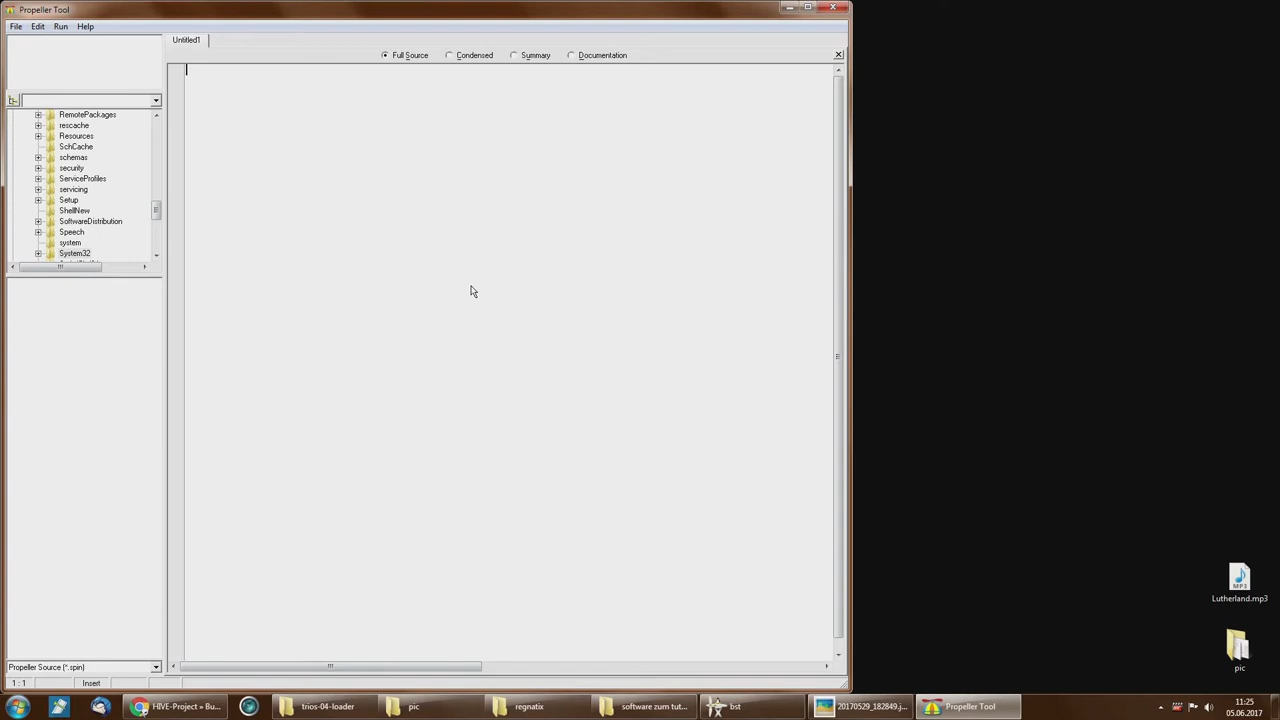 Propeller Tool
File Edit Run Help
Untitled1
Full Source Condensed Summary Documentation
RemotePackages
rescache
Resources
SchCache
schemas
security
ServiceProfiles
servicing
Setup
ShellNew
SoftwareDistribution
Speech
system
System32
Lutherland.mp3
pic
Propeller Source (*.spin)
1 : 1 Insert
HIVE-Project » Bu... trios-04-loader pic regnatix software zum tut... bst 20170529_182849.j... Propeller Tool
11:25
05.06.2017